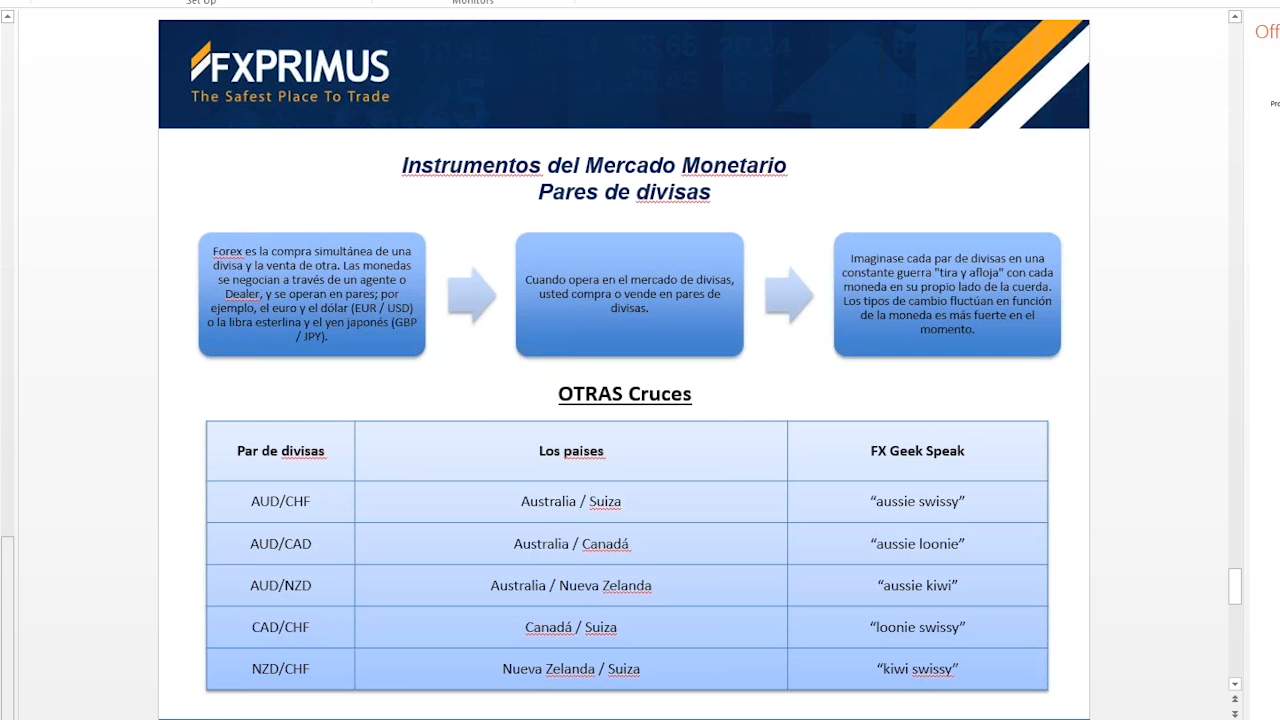 Set Up
Monitors
Off
FXPRIMUS
The Safest Place To Trade
Instrumentos del Mercado Monetario
Pares de divisas
Forex es la compra simultánea de una
divisa y la venta de otra. Las monedas
se negocian a través de un agente o
Dealer, y se operan en pares; por
ejemplo, el euro y el dólar (EUR / USD)
o la libra esterlina y el yen japonés (GBP
/ JPY).
Cuando opera en el mercado de divisas,
usted compra o vende en pares de
divisas.
Imaginase cada par de divisas en una
constante guerra "tira y afloja" con cada
moneda en su propio lado de la cuerda.
Los tipos de cambio fluctúan en función
de la moneda es más fuerte en el
momento.
OTRAS Cruces
Par de divisas Los paises FX Geek Speak
AUD/CHF Australia / Suiza “aussie swissy”
AUD/CAD Australia / Canadá “aussie loonie”
AUD/NZD Australia / Nueva Zelanda “aussie kiwi”
CAD/CHF Canadá / Suiza “loonie swissy”
NZD/CHF Nueva Zelanda / Suiza “kiwi swissy”